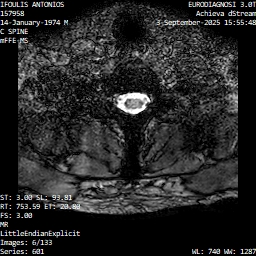 IFOULIS ANTONIOS
157958
14-January-1974 M
C SPINE
mFFE-MS
EURODIAGNOSI 3.0T
Achieva dStream
3-September-2025 15:55:48
ST: 3.00 SL: 93.81
RT: 753.59 ET: 20.80
FS: 3.00
MR
LittleEndianExplicit
Images: 6/133
Series: 601
WL: 740 WW: 1287